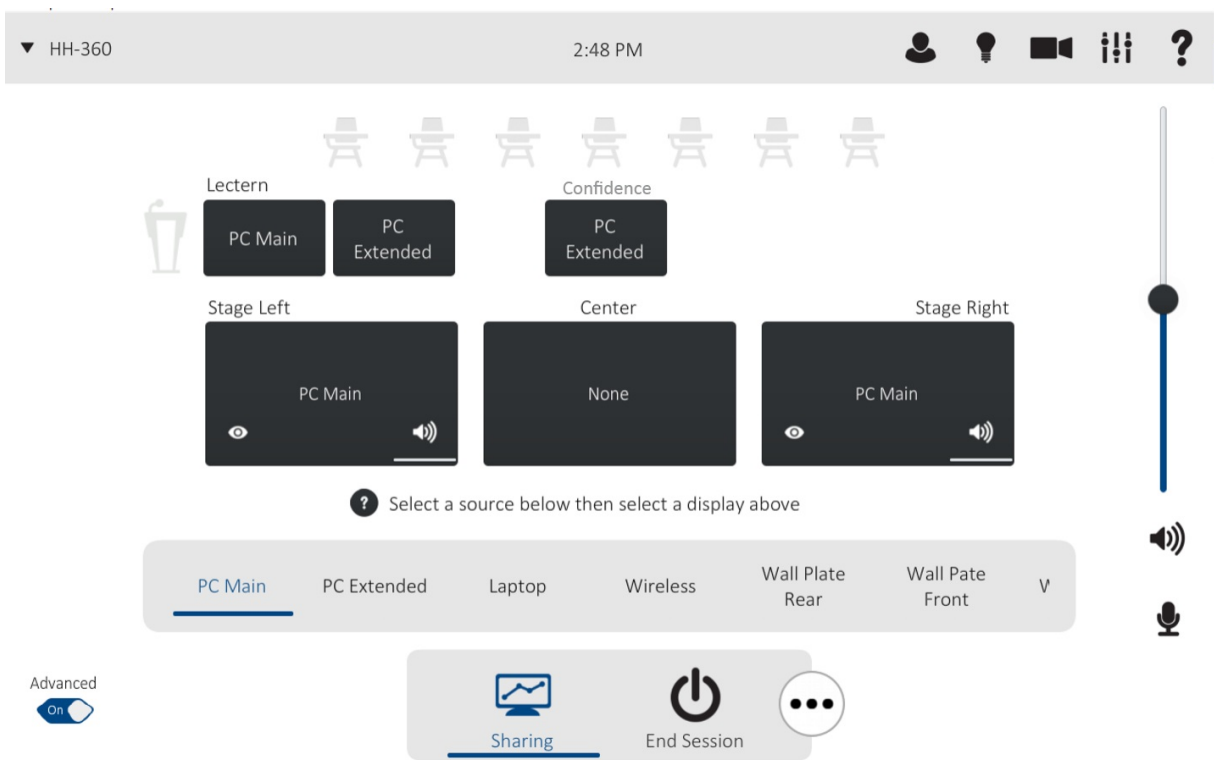 HH-360
2:48 PM
?
Lectern
Confidence
PC Main
PC
Extended
PC
Extended
Stage Left
Center
Stage Right
PC Main
None
PC Main
? Select a source below then select a display above
PC Main
PC Extended
Laptop
Wireless
Wall Plate
Rear
Wall Pate
Front
Advanced
On
Sharing
End Session